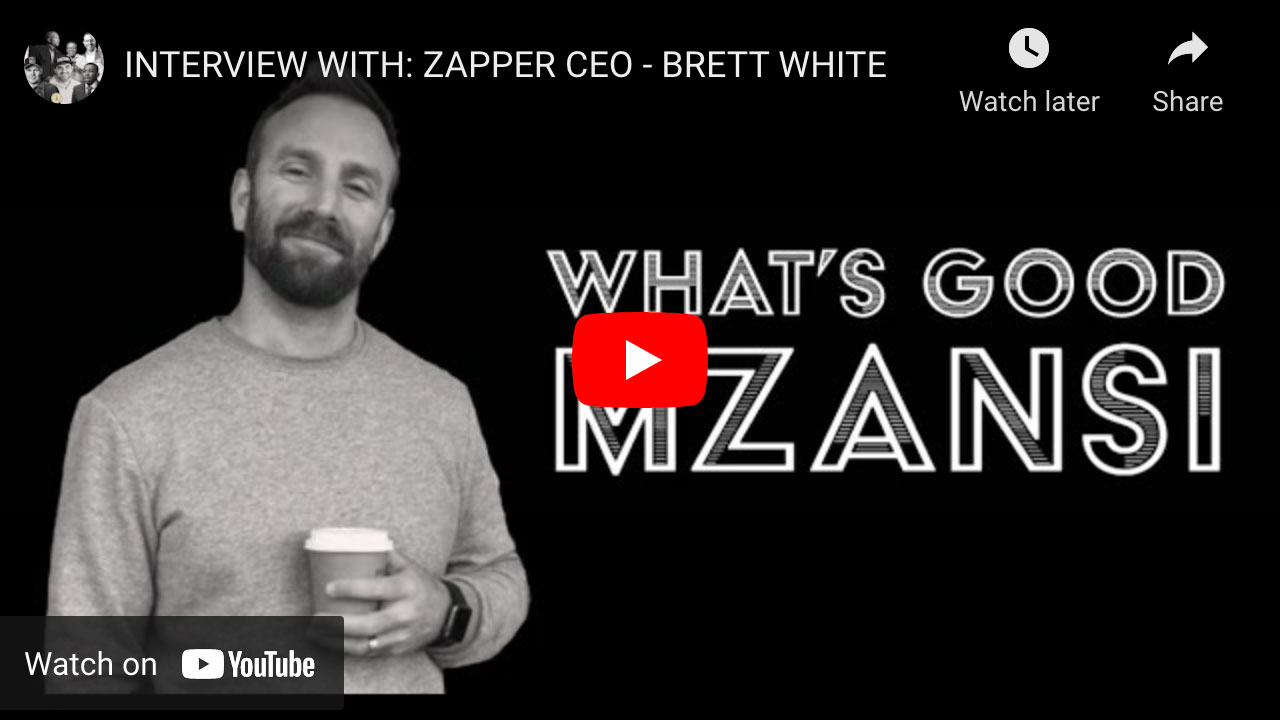 INTERVIEW WITH: ZAPPER CEO - BRETT WHITE
Watch later
Share
WHAT'S GOOD
MZANSI
Watch on YouTube